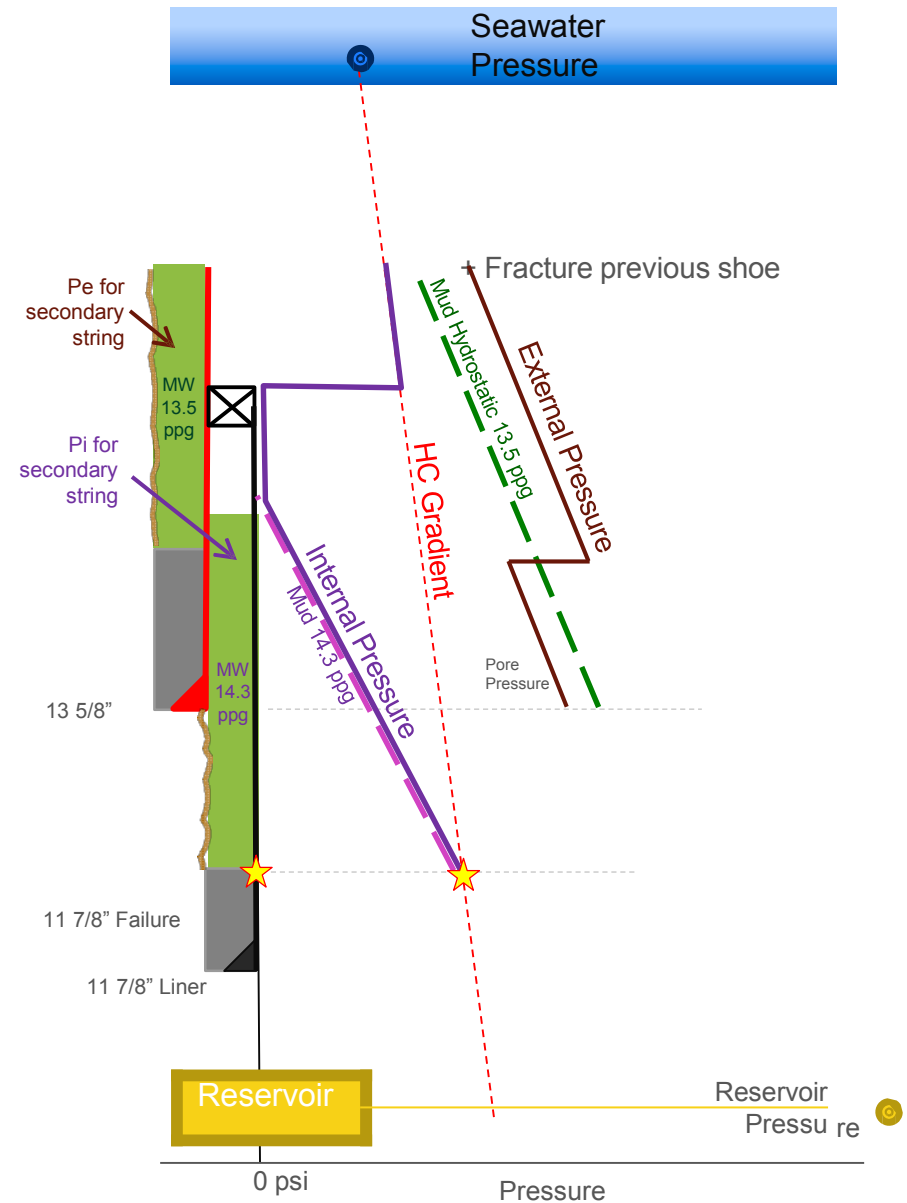 Seawater
Pressure
Fracture previous shoe
Pe for
secondary
string
MW
13.5
ppg
Mud Hydrostatic 13.5 ppg
External Pressure
Pi for
secondary
string
HC Gradient
Internal Pressure
Mud 14.3 ppg
MW
14.3
ppg
Pore
Pressure
13 5/8”
11 7/8” Failure
11 7/8” Liner
Reservoir
Reservoir
Pressu re
0 psi
Pressure